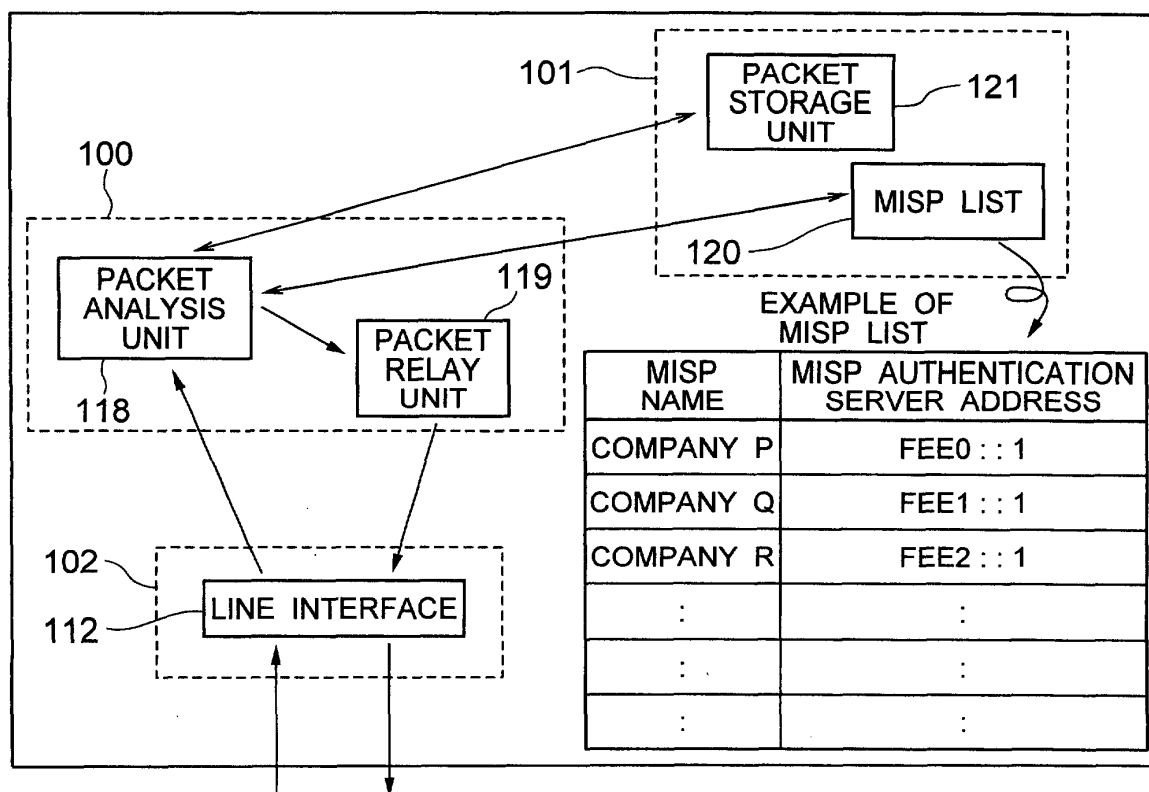 101
PACKET
STORAGE
UNIT
121
100
MISP LIST
120
PACKET
ANALYSIS
UNIT
118
119
PACKET
RELAY
UNIT
EXAMPLE OF
MISP LIST
MISP
NAME
MISP AUTHENTICATION
SERVER ADDRESS
COMPANY P
FEE0 : : 1
COMPANY Q
FEE1 : : 1
COMPANY R
FEE2 : : 1
: :
: :
: :
102
LINE INTERFACE
112